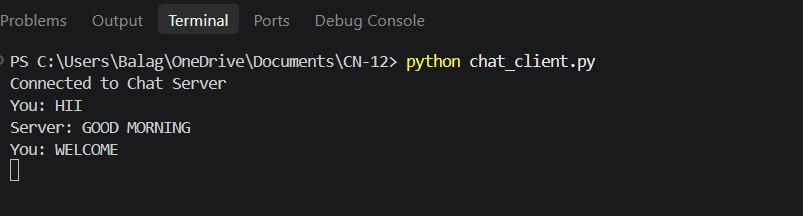 Problems Output Terminal Ports Debug Console
PS C:\Users\Balag\OneDrive\Documents\CN-12> python chat_client.py
Connected to Chat Server
You: HII
Server: GOOD MORNING
You: WELCOME